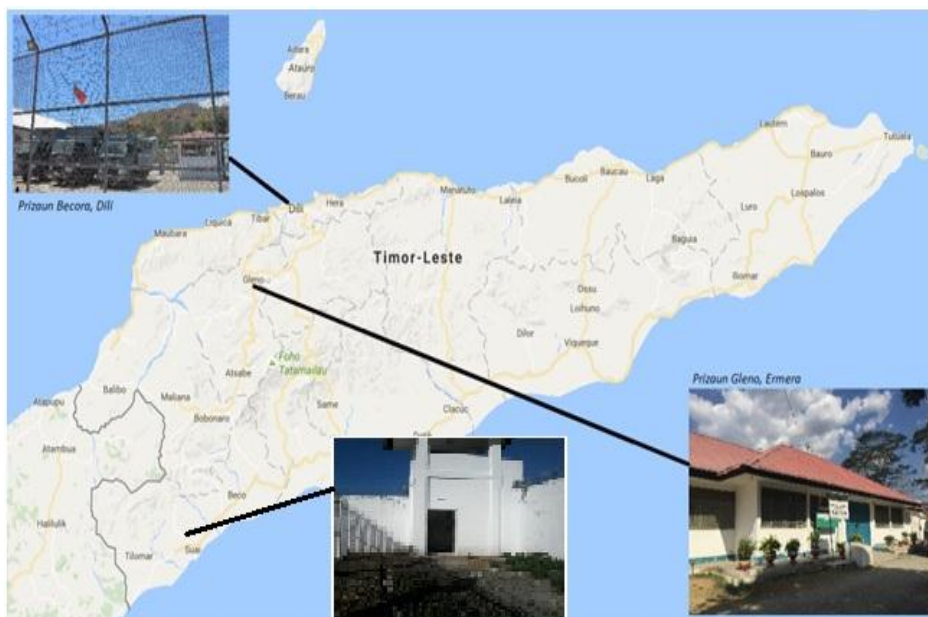 Adara
Ataúro
Berau
Prizaun Becora, Dili
Lautem
Tutuala
Bauro
Dili
Hera
Manatuto
Laleia
Bucoli
Baucau
Laga
Lospalos
Luro
Tibar
Liquica
Maubara
Timor-Leste
Baguia
Iliomar
Gleno
Ossu
Loihuno
Dilor
Viqueque
Foho
Tatamailau
Atsabe
Prizaun Gleno, Ermera
Balibo
Maliana
Atapupu
Bobonaro
Same
Clacuc
Atambua
Beco
Halilulik
Suai
Tilomar